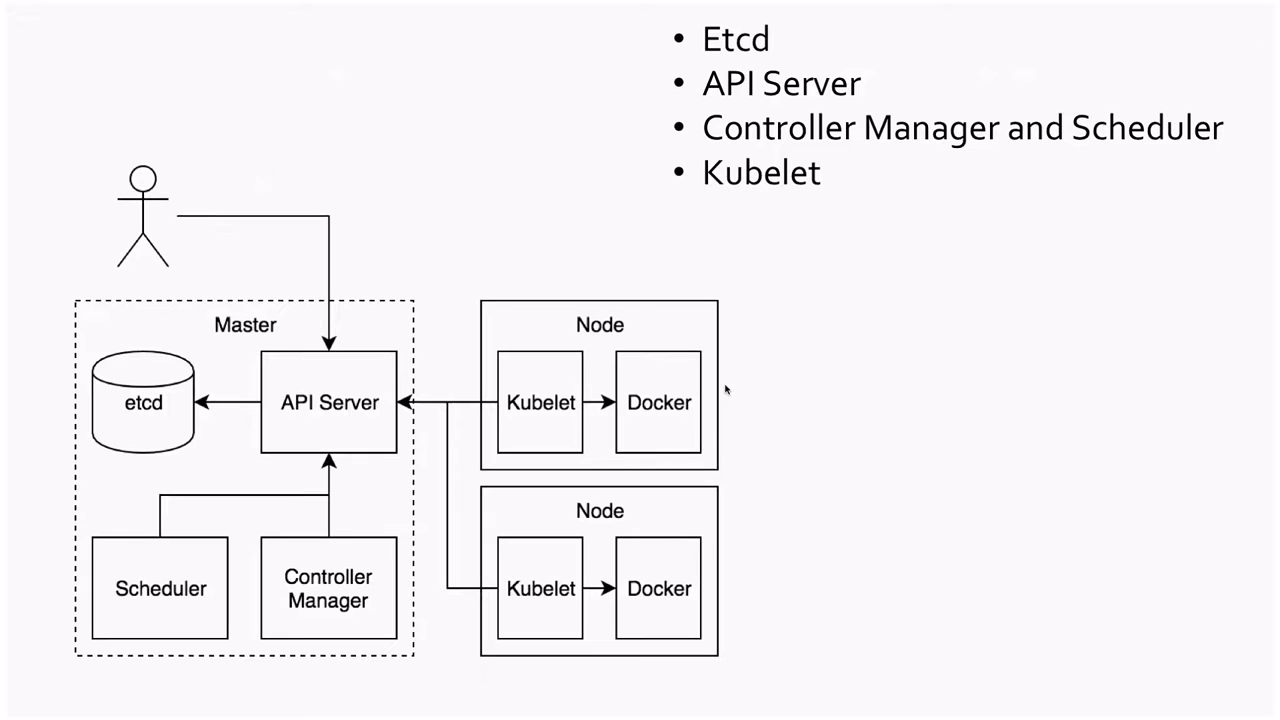 • Etcd
• API Server
• Controller Manager and Scheduler
• Kubelet
Master
etcd
API Server
Scheduler
Controller
Manager
Node
Kubelet
Docker
Node
Kubelet
Docker